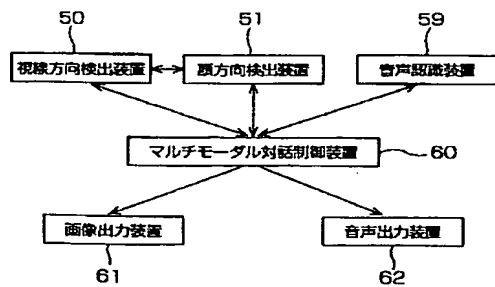 50
51
59
視線方向検出装置
顔方向検出装置
音声認識装置
マルチモーダル対話制御装置
60
画像出力装置
音声出力装置
61
62